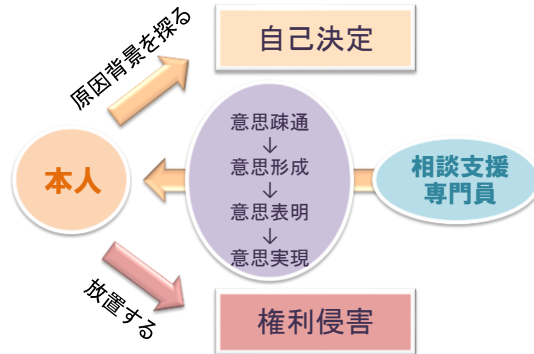 原因背景を探る
自己決定
意思疎通
↓
意思形成
↓
意思表明
↓
意思実現
本人
相談支援
専門員
放置する
権利侵害